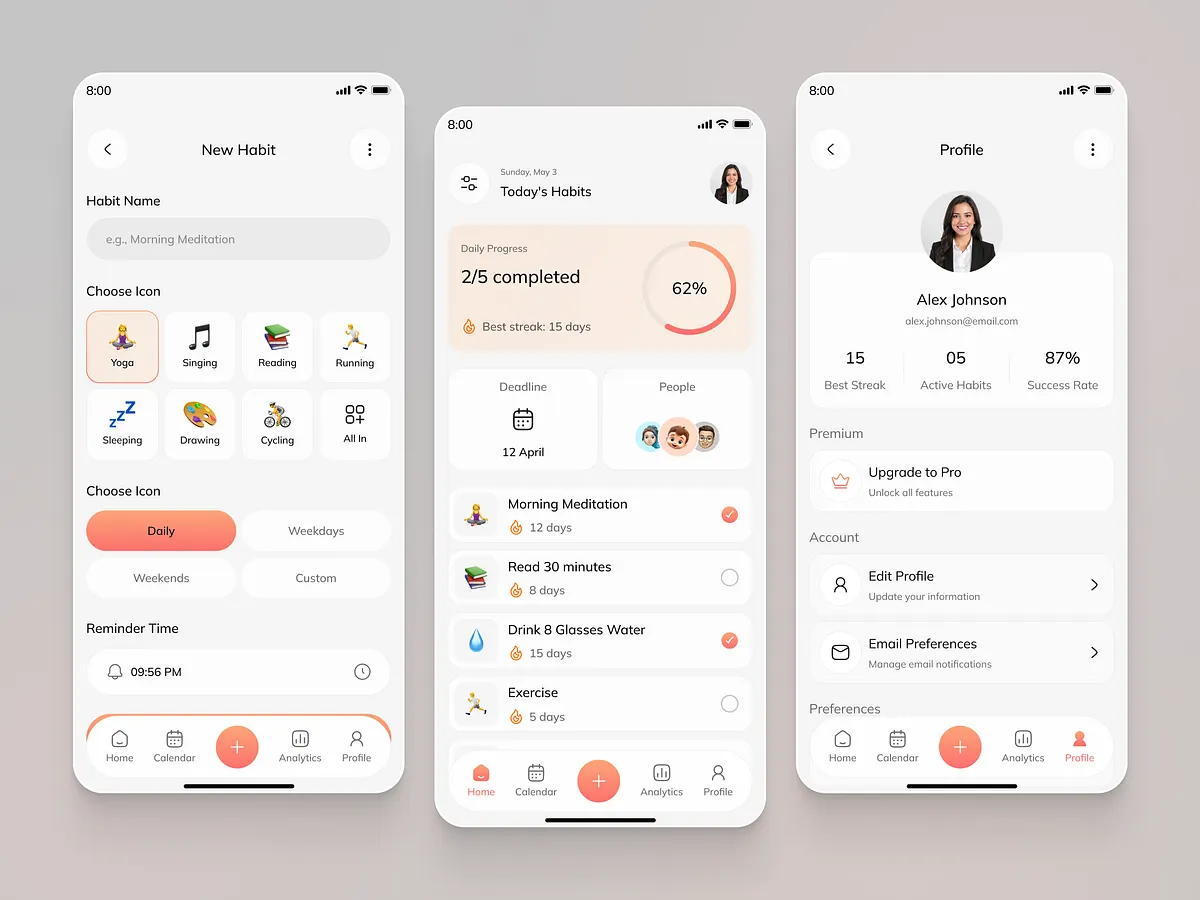 8:00
New Habit
Habit Name
e.g., Morning Meditation
Choose Icon
Yoga
Singing
Reading
Running
Sleeping
Drawing
Cycling
All In
Choose Icon
Daily
Weekdays
Weekends
Custom
Reminder Time
09:56 PM
Home
Calendar
Analytics
Profile
8:00
Sunday, May 3
Today's Habits
Daily Progress
2/5 completed
62%
Best streak: 15 days
Deadline
12 April
People
Morning Meditation
12 days
Read 30 minutes
8 days
Drink 8 Glasses Water
15 days
Exercise
5 days
Home
Calendar
Analytics
Profile
8:00
Profile
Alex Johnson
alex.johnson@email.com
15
Best Streak
05
Active Habits
87%
Success Rate
Premium
Upgrade to Pro
Unlock all features
Account
Edit Profile
Update your information
Email Preferences
Manage email notifications
Preferences
Home
Calendar
Analytics
Profile